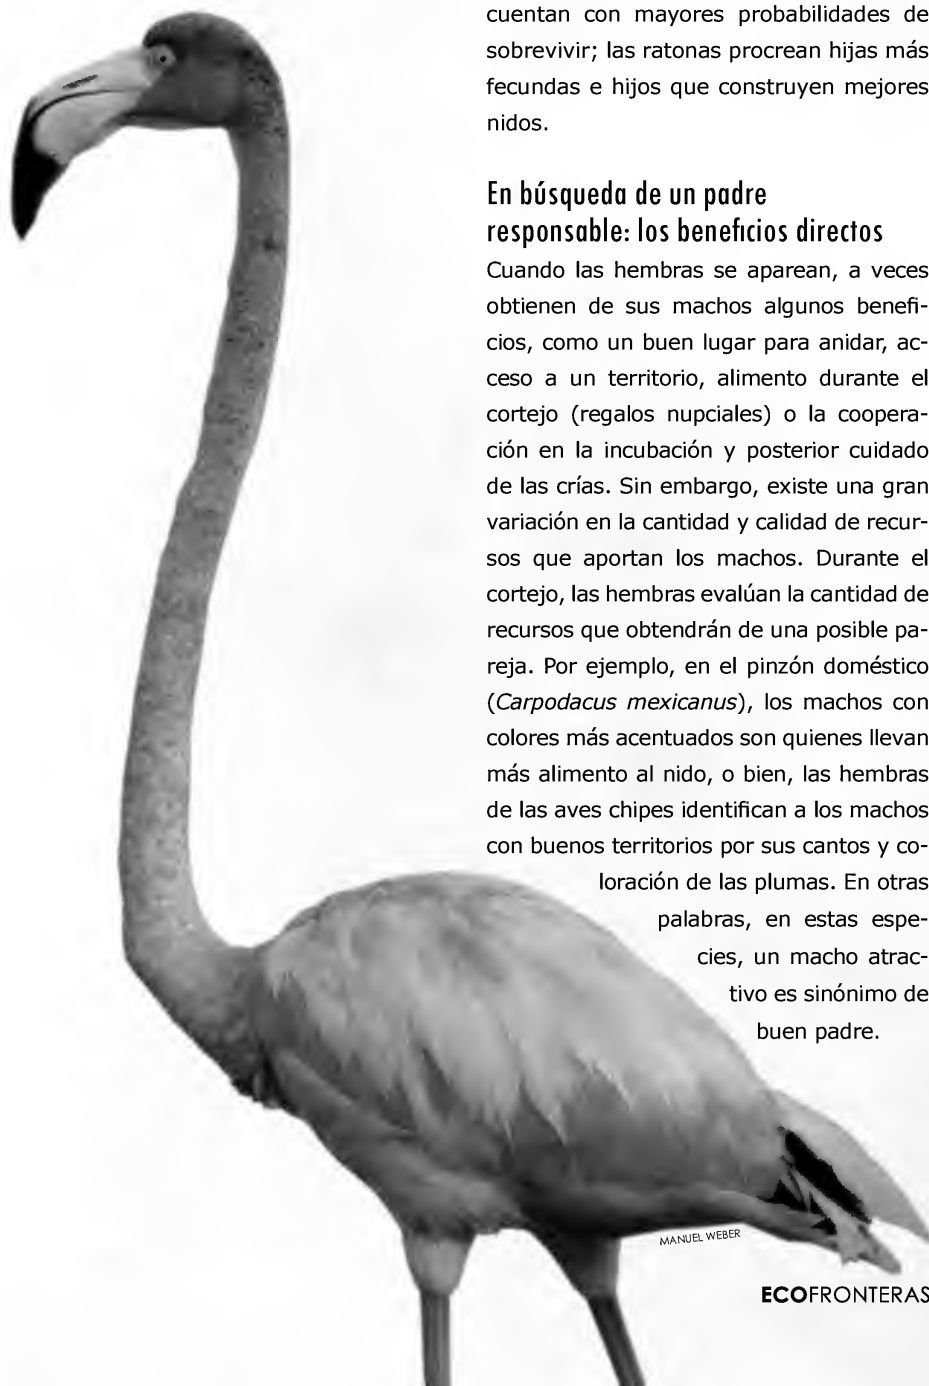 cuentan con mayores probabilidades de
sobrevivir; las ratonas procrean hijas más
fecundas e hijos que construyen mejores
nidos.
En búsqueda de un padre
responsable: los beneficios directos
Cuando las hembras se aparean, a veces
obtienen de sus machos algunos benefi-
cios, como un buen lugar para anidar, ac-
ceso a un territorio, alimento durante el
cortejo (regalos nupciales) o la coopera-
ción en la incubación y posterior cuidado
de las crías. Sin embargo, existe una gran
variación en la cantidad y calidad de recur-
sos que aportan los machos. Durante el
cortejo, las hembras evalúan la cantidad de
recursos que obtendrán de una posible pa-
reja. Por ejemplo, en el pinzón doméstico
(Carpodacus mexicanus), los machos con
colores más acentuados son quienes llevan
más alimento al nido, o bien, las hembras
de las aves chipes identifican a los machos
con buenos territorios por sus cantos y co-
loración de las plumas. En otras
palabras, en estas espe-
cies, un macho atrac-
tivo es sinónimo de
buen padre.
MANUEL WEBER
ECOFRONTERAS